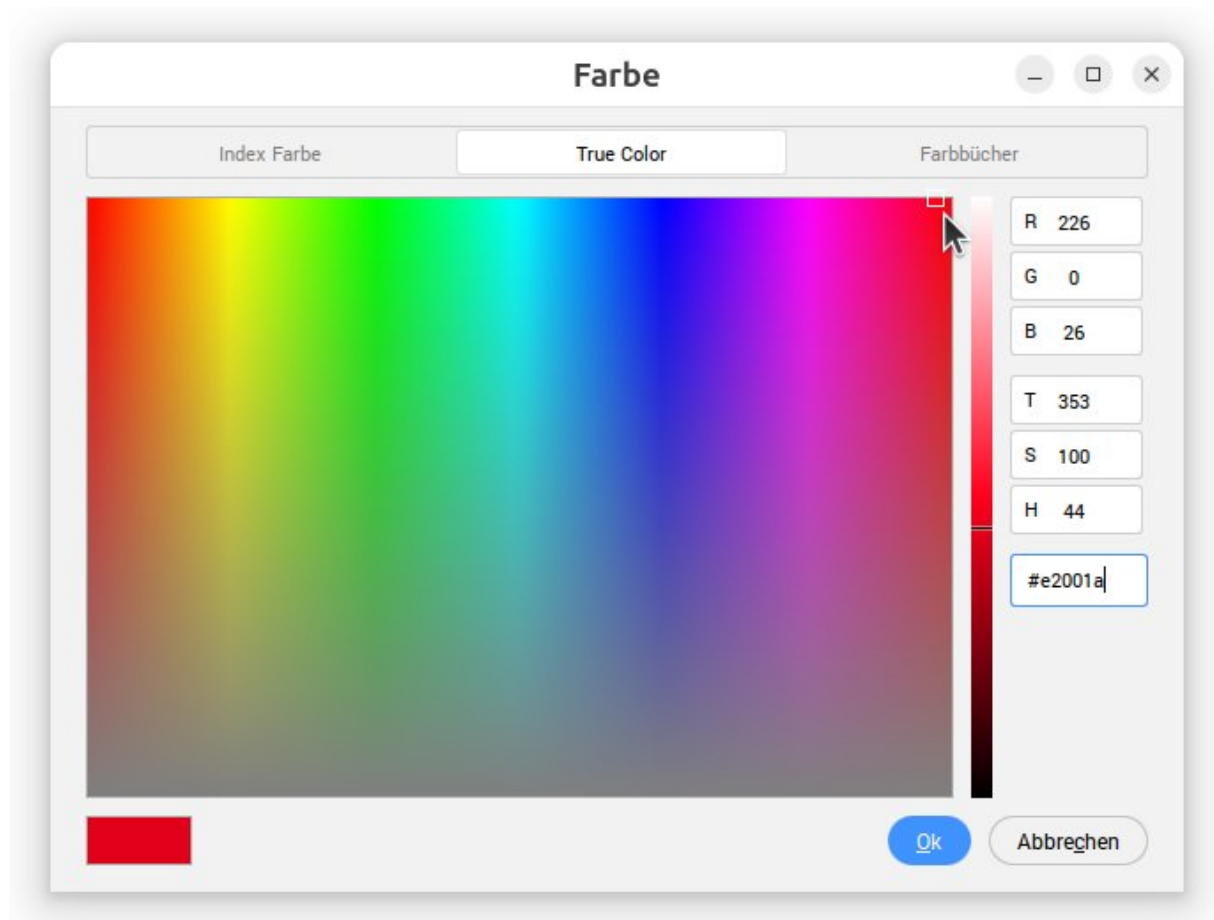 Farbe
Index Farbe
True Color
Farbbücher
R 226
G 0
B 26
T 353
S 100
H 44
#e2001a
Ok
Abbrechen